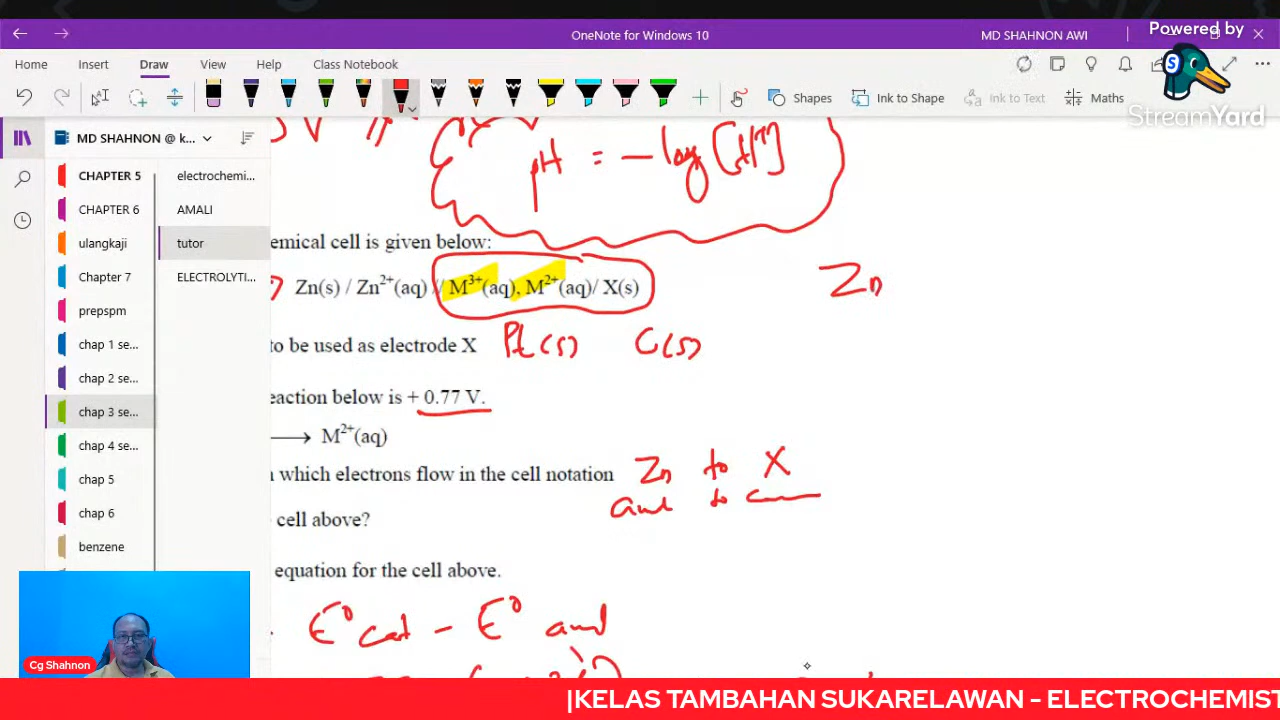 Powered by
StreamYard
OneNote for Windows 10
MD SHAHNON AWI
Home Insert Draw View Help Class Notebook
Shapes Ink to Shape Ink to Text Maths
MD SHAHNON @ k...
CHAPTER 5
CHAPTER 6
ulangkaji
Chapter 7
prepspm
chap 1 se...
chap 2 se...
chap 3 se...
chap 4 se...
chap 5
chap 6
benzene
electrochemi...
AMALI
tutor
ELECTROLYTI...
pH = -log [H⁺]
emical cell is given below:
Zn(s) / Zn²⁺(aq) // M³⁺(aq), M²⁺(aq)/ X(s)
Zn
to be used as electrode X Pt (s) C(s)
eaction below is + 0.77 V.
⟶ M²⁺(aq)
n which electrons flow in the cell notation Zn to X
to
cell above?
equation for the cell above.
E⁰ cat - E⁰ and
Cg Shahnon
|KELAS TAMBAHAN SUKARELAWAN - ELECTROCHEMIST